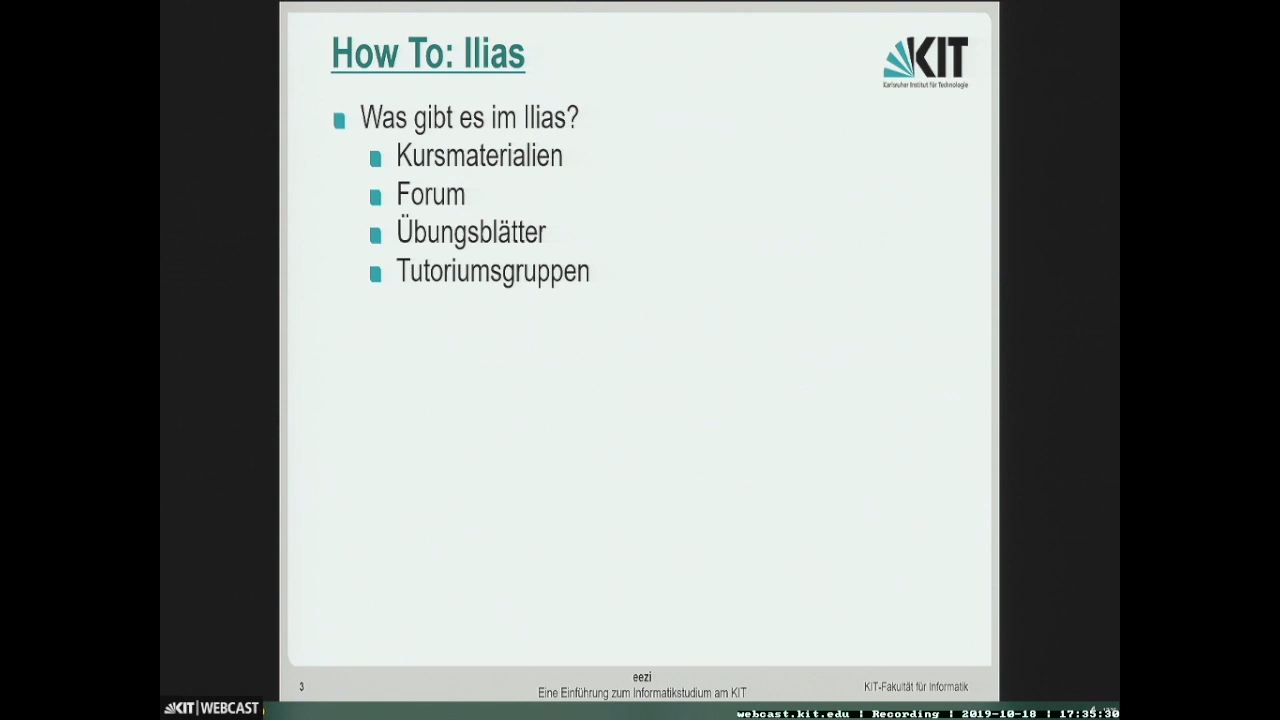 How To: Ilias
KIT
Karlsruher Institut für Technologie
Was gibt es im Ilias?
Kursmaterialien
Forum
Übungsblätter
Tutoriumsgruppen
3
eezi
Eine Einführung zum Informatikstudium am KIT
KIT-Fakultät für Informatik
KIT|WEBCAST
webcast.kit.edu | Recording | 2019-10-18 | 17:35:30